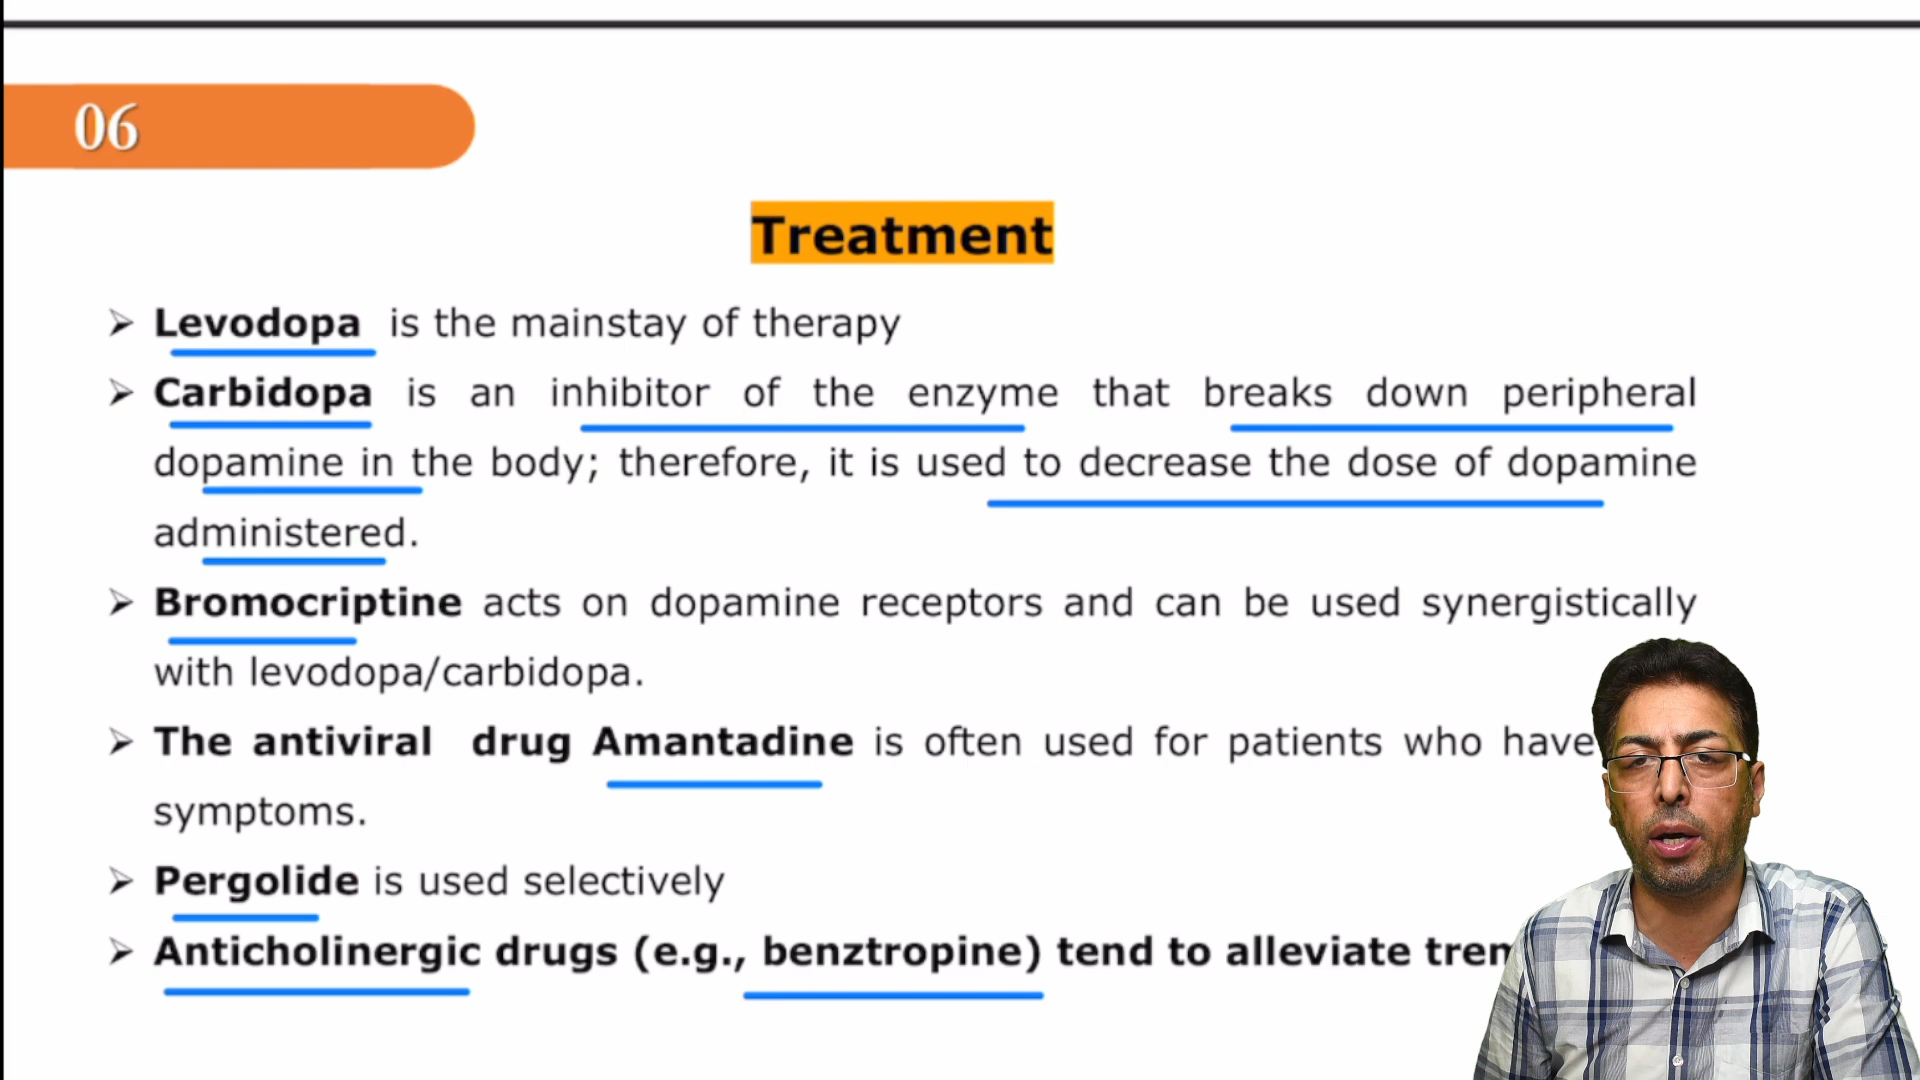 06
Treatment
➢ Levodopa is the mainstay of therapy
➢ Carbidopa is an inhibitor of the enzyme that breaks down peripheral
dopamine in the body; therefore, it is used to decrease the dose of dopamine
administered.
➢ Bromocriptine acts on dopamine receptors and can be used synergistically
with levodopa/carbidopa.
➢ The antiviral drug Amantadine is often used for patients who have
symptoms.
➢ Pergolide is used selectively
➢ Anticholinergic drugs (e.g., benztropine) tend to alleviate